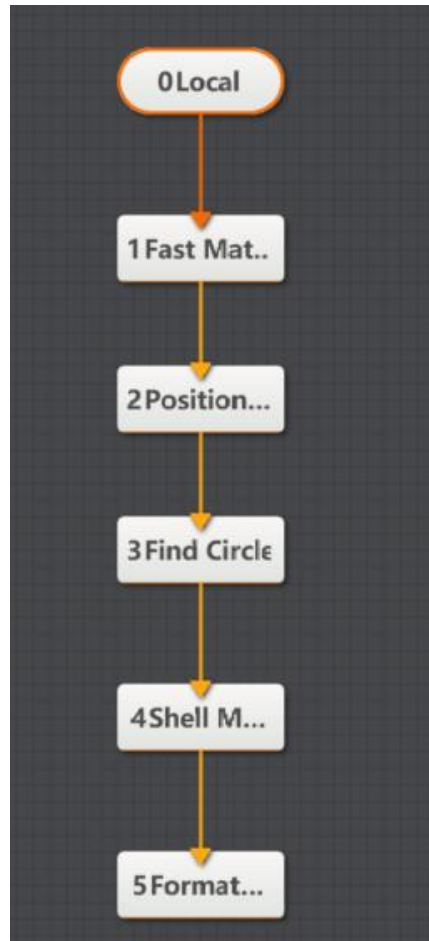 0Local
1Fast Mat..
2Position...
3Find Circle
4Shell M...
5Format...